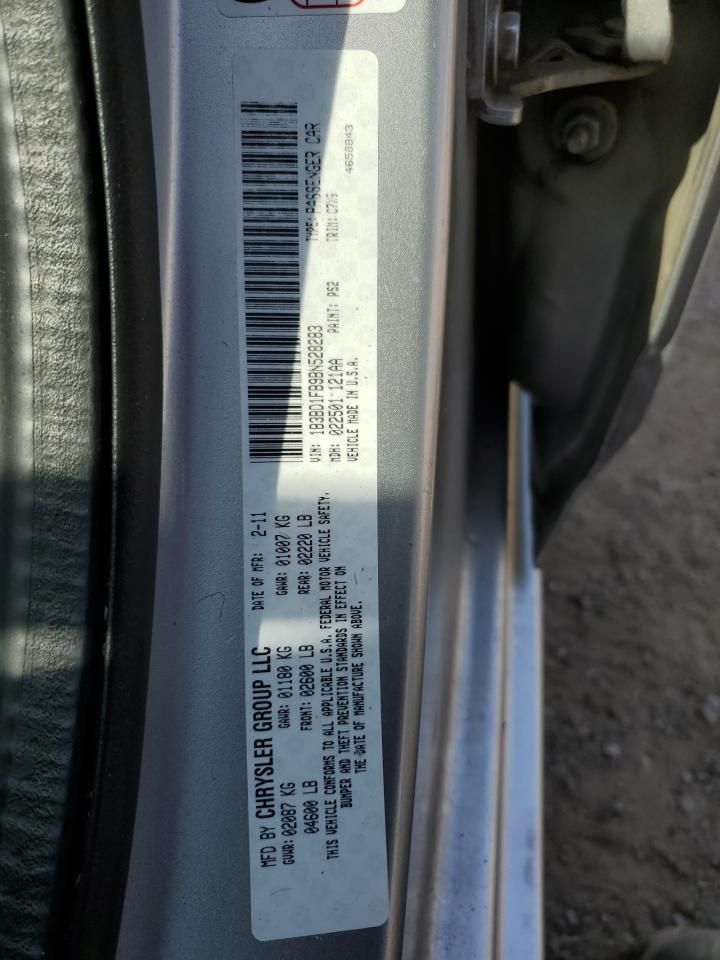 MFD BY CHRYSLER GROUP LLC
DATE OF MFR: 2-11
GVWR: 02087 KG
GAWR: 01180 KG
GAWR: 01007 KG
04600 LB
FRONT: 02600 LB
REAR: 02220 LB
THIS VEHICLE CONFORMS TO ALL APPLICABLE U.S.A. FEDERAL MOTOR VEHICLE SAFETY,
BUMPER AND THEFT PREVENTION STANDARDS IN EFFECT ON
THE DATE OF MANUFACTURE SHOWN ABOVE.
VIN: 1B3BD1FB9BN528283
TYPE: PASSENGER CAR
MDH: 022501 121AA
PAINT: PS2
TRIM: C7X9
VEHICLE MADE IN U.S.A.
4658843